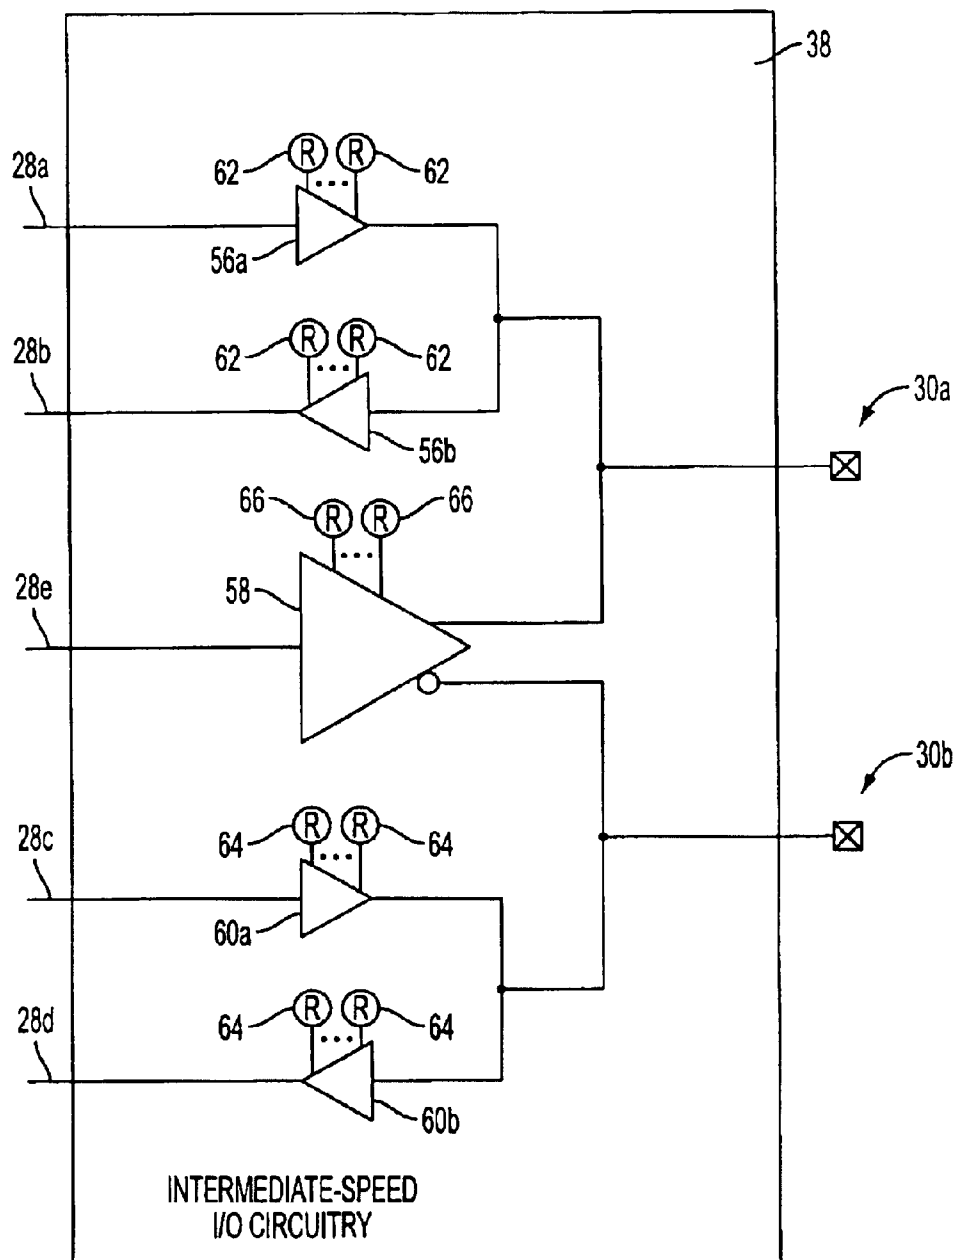 38
R R
62 62
28a
56a
R R
62 62
28b
56b
30a
R R
66 66
58
28e
30b
R R
64 64
28c
60a
R R
64 64
28d
60b
INTERMEDIATE-SPEED
I/O CIRCUITRY